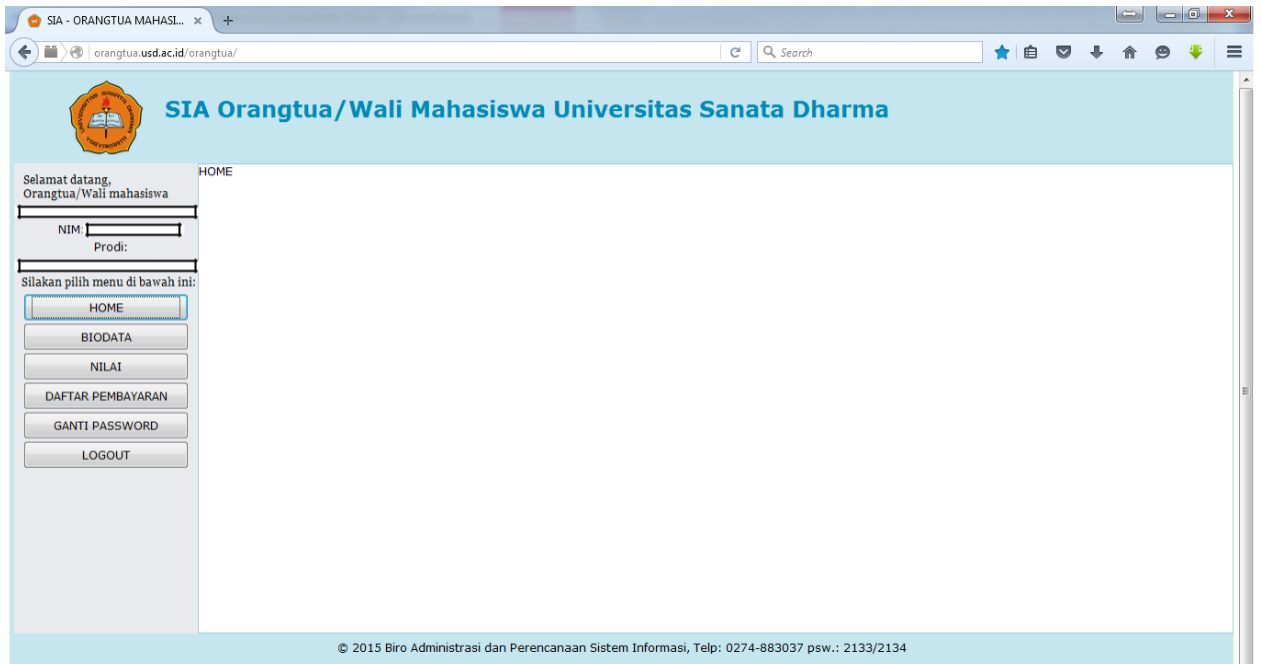 SIA - ORANGTUA MAHASI...
orangtua.usd.ac.id/orangtua/
Search
SIA Orangtua/Wali Mahasiswa Universitas Sanata Dharma
Selamat datang,
Orangtua/Wali mahasiswa
NIM:
Prodi:
Silakan pilih menu di bawah ini:
HOME
BIODATA
NILAI
DAFTAR PEMBAYARAN
GANTI PASSWORD
LOGOUT
HOME
© 2015 Biro Administrasi dan Perencanaan Sistem Informasi, Telp: 0274-883037 psw.: 2133/2134